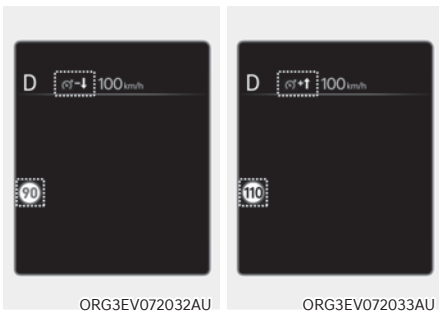 D - 100 km/h
90
ORG3EV072032AU
D + 100 km/h
110
ORG3EV072033AU